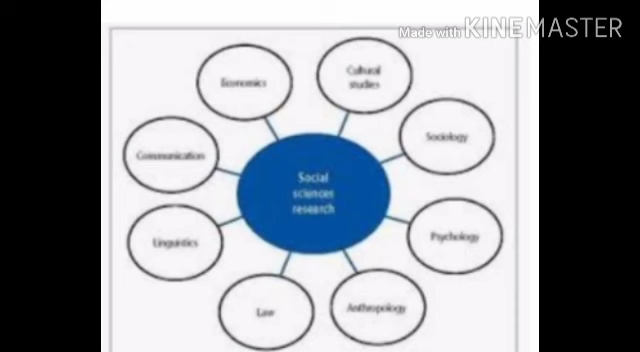 Made with KINEMASTER
Economics
Cultural
studies
Sociology
Communication
Social
sciences
research
Linguistics
Psychology
Law
Anthropology